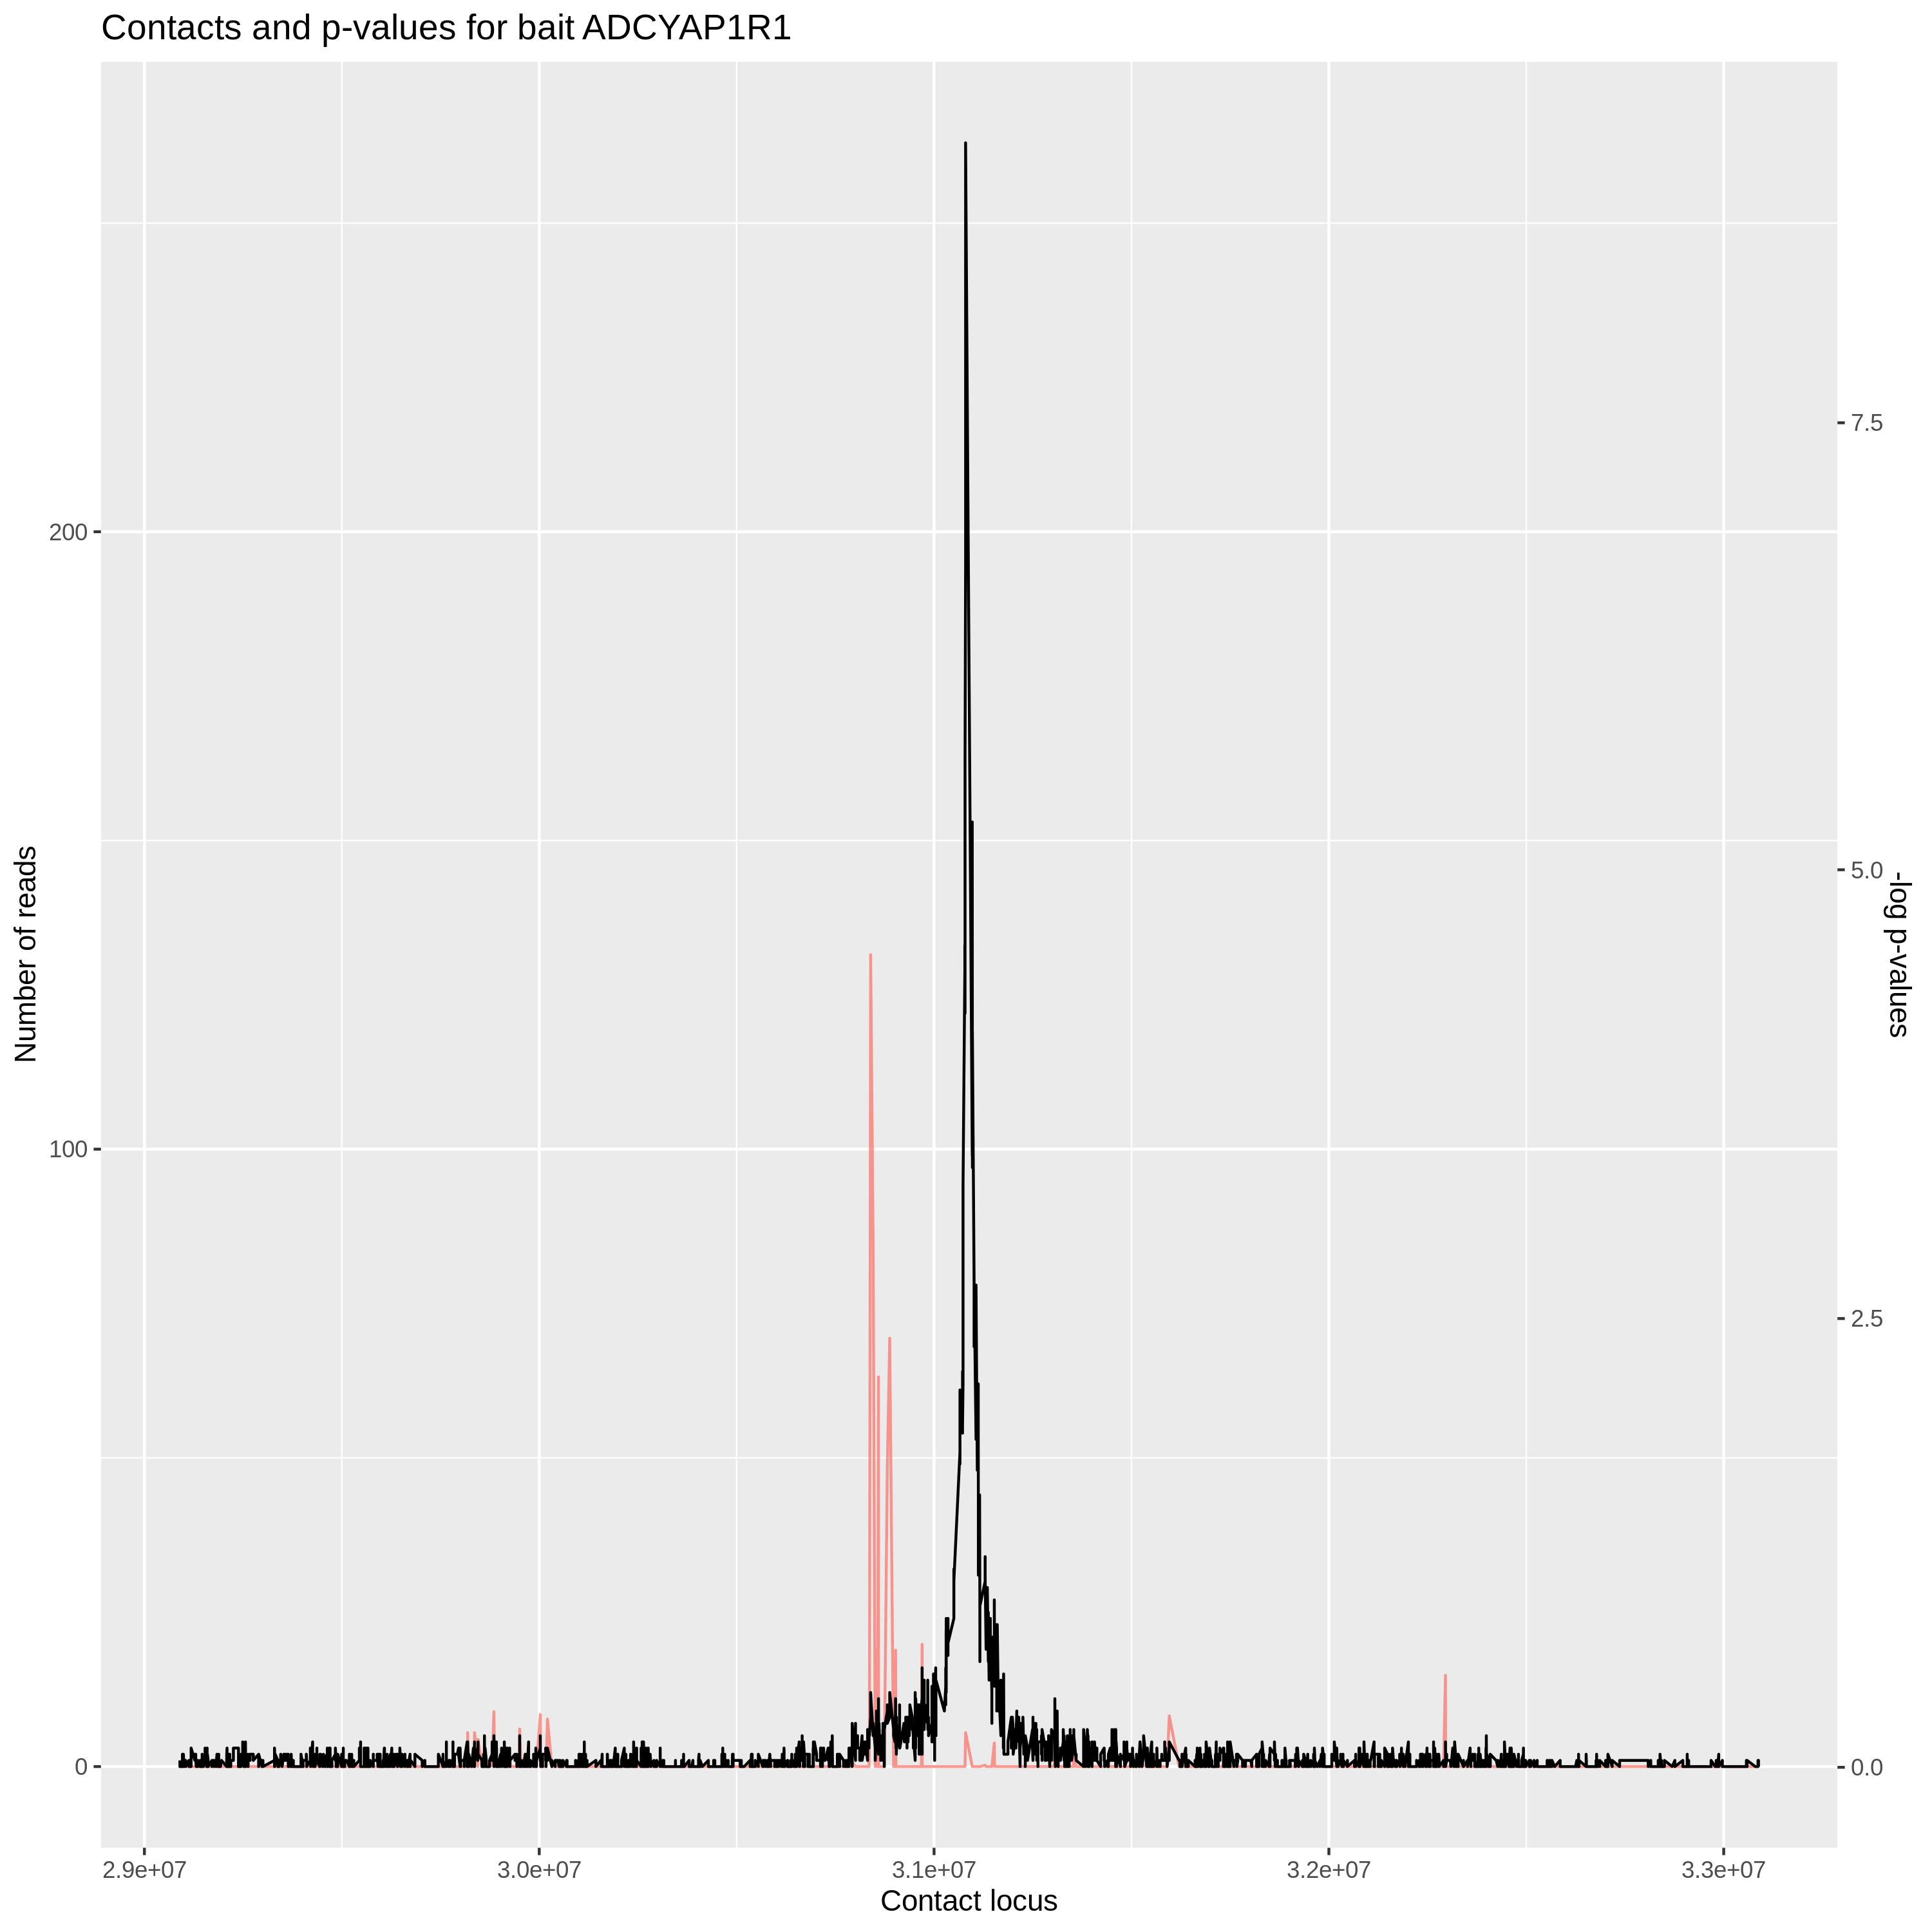 Contacts and p-values for bait ADCYAP1R1
Number of reads
200
100
0
7.5
5.0
2.5
0.0
-log p-values
2.9e+07
3.0e+07
3.1e+07
3.2e+07
3.3e+07
Contact locus